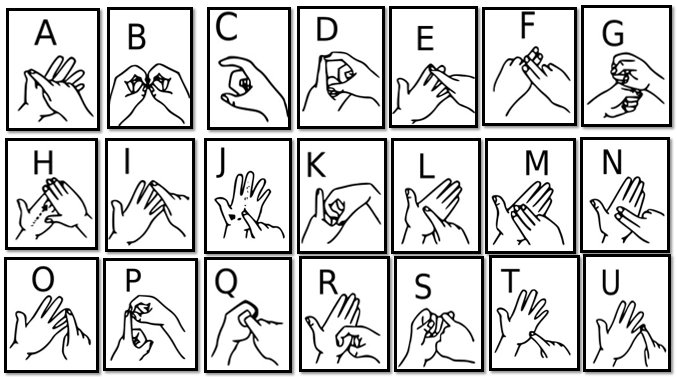 A B C D E F G
H I J K L M N
O P Q R S T U